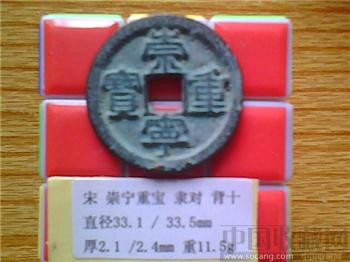 崇
寶重
寧
宋 崇宁重宝 隶对 背十
直径33.1 / 33.5mm
厚2.1 /2.4mm 重11.5g
中国收藏网
www.sucang.com